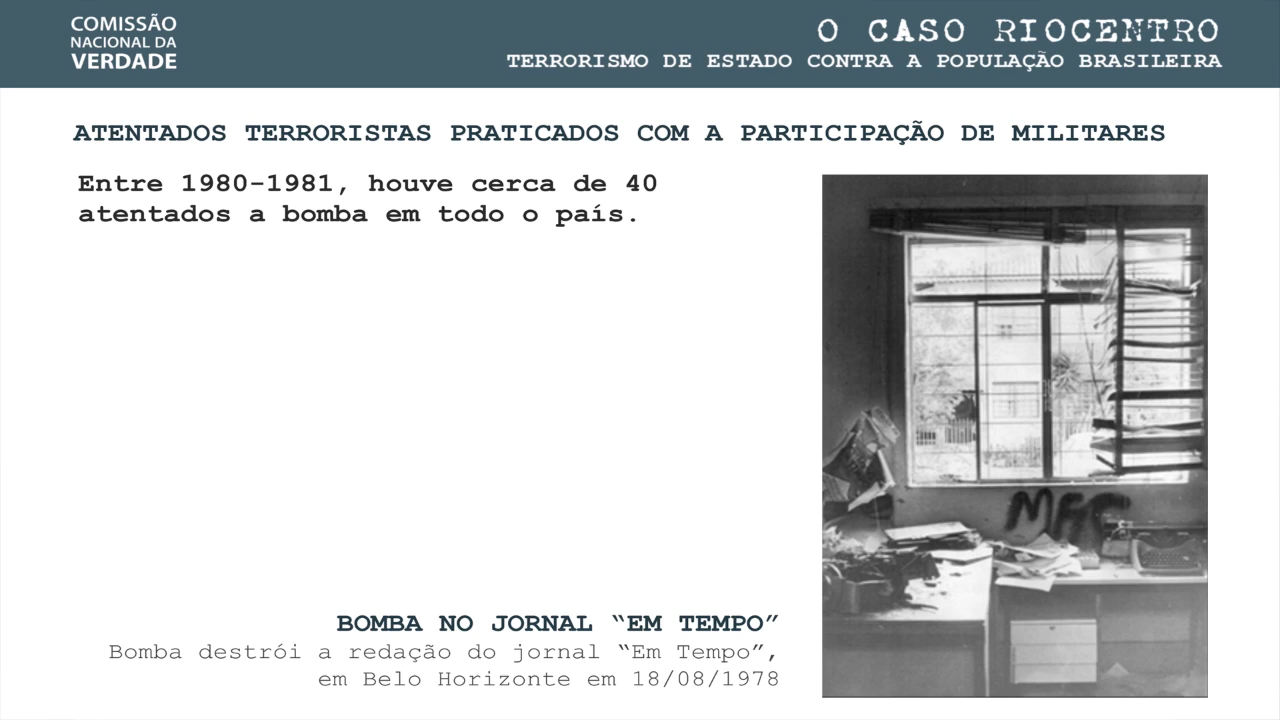 COMISSÃO
NACIONAL DA
VERDADE
O CASO RIOCENTRO
TERRORISMO DE ESTADO CONTRA A POPULAÇÃO BRASILEIRA
ATENTADOS TERRORISTAS PRATICADOS COM A PARTICIPAÇÃO DE MILITARES
Entre 1980-1981, houve cerca de 40
atentados a bomba em todo o país.
BOMBA NO JORNAL “EM TEMPO”
Bomba destrói a redação do jornal “Em Tempo”,
em Belo Horizonte em 18/08/1978